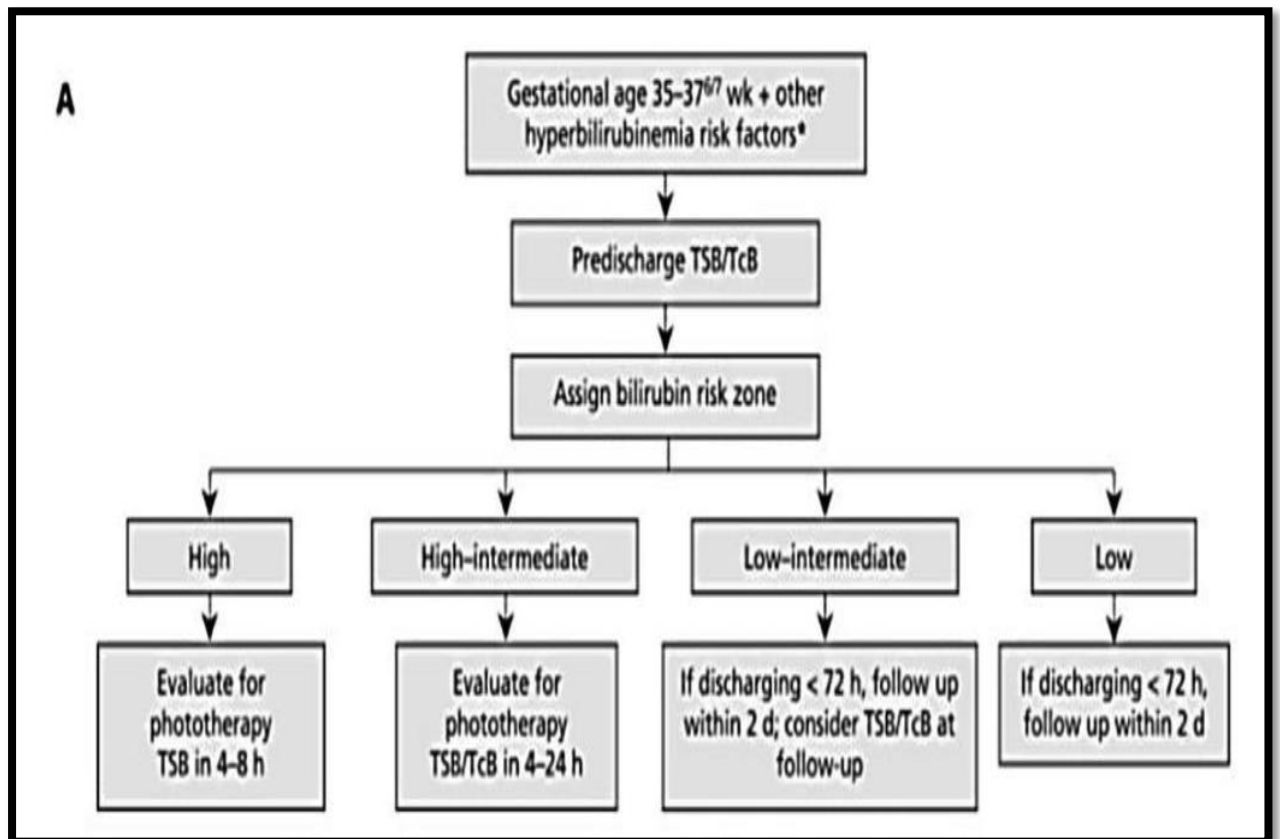 A
Gestational age 35–37⁶/⁷ wk + other
hyperbilirubinemia risk factors*
Predischarge TSB/TcB
Assign bilirubin risk zone
High
High–intermediate
Low–intermediate
Low
Evaluate for
phototherapy
TSB in 4–8 h
Evaluate for
phototherapy
TSB/TcB in 4–24 h
If discharging < 72 h, follow up
within 2 d; consider TSB/TcB at
follow-up
If discharging < 72 h,
follow up within 2 d